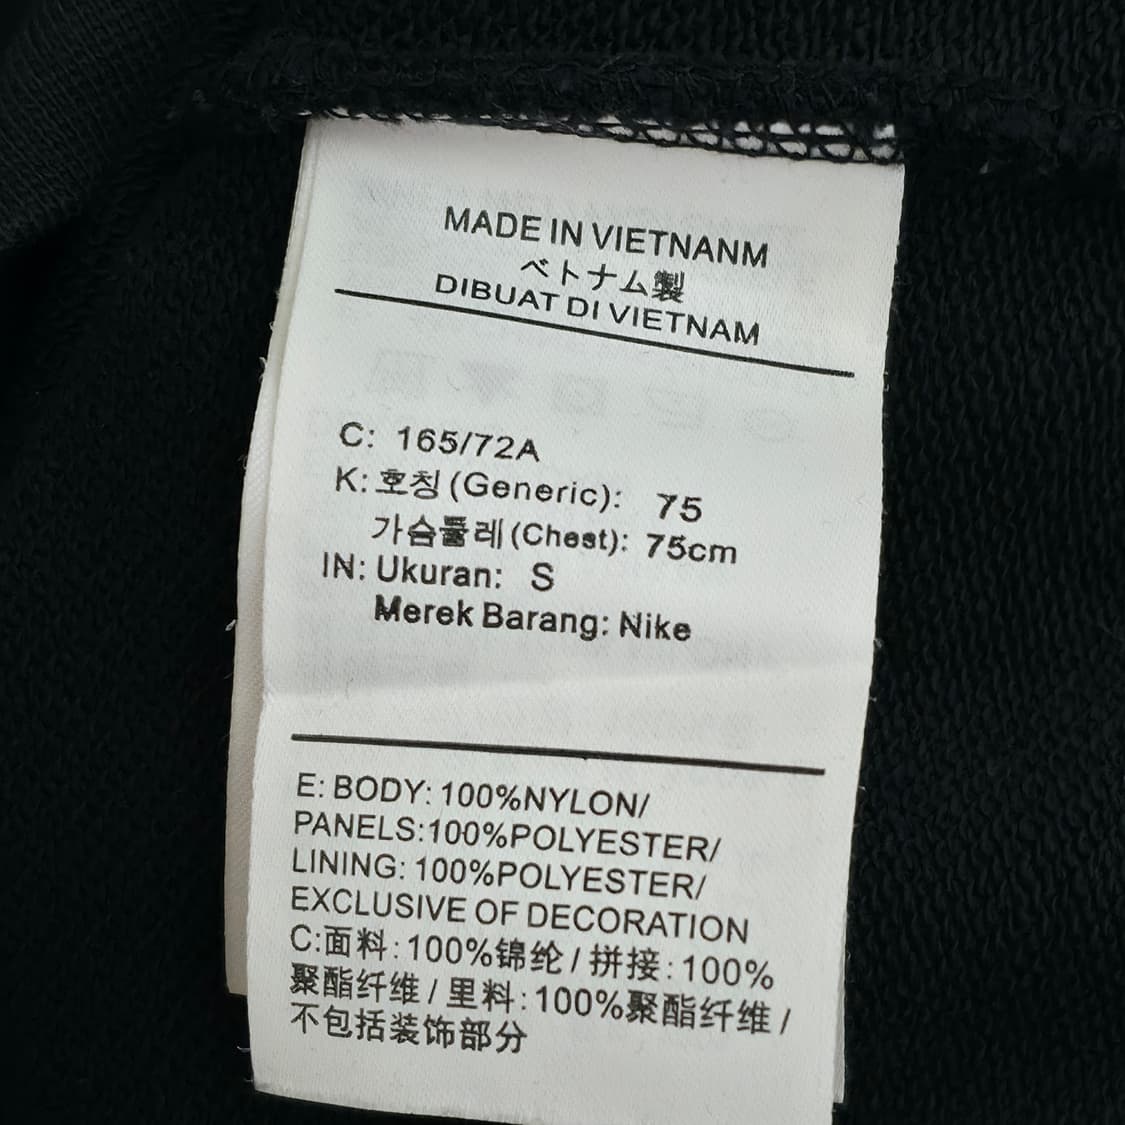 MADE IN VIETNANM
ベトナム製
DIBUAT DI VIETNAM
C: 165/72A
K: 호칭 (Generic): 75
가슴둘레 (Chest): 75cm
IN: Ukuran: S
Merek Barang: Nike
E: BODY: 100%NYLON/
PANELS:100%POLYESTER/
LINING: 100%POLYESTER/
EXCLUSIVE OF DECORATION
C:面料: 100%锦纶 / 拼接: 100%
聚酯纤维 / 里料: 100%聚酯纤维 /
不包括装饰部分